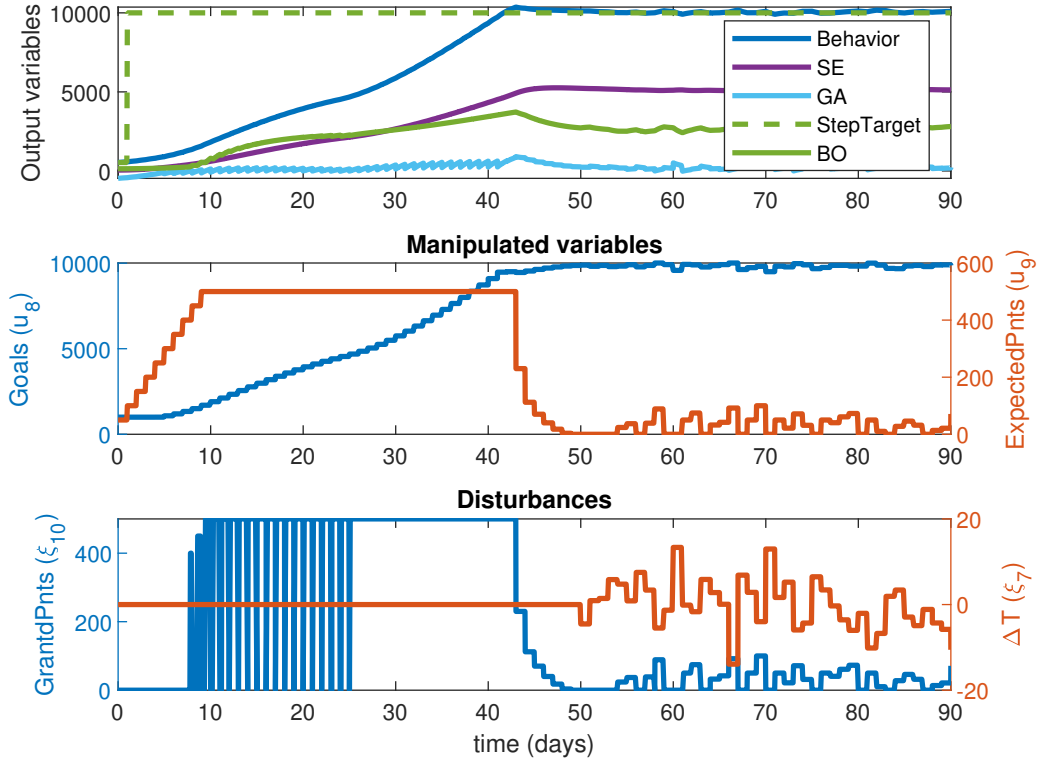 10000
5000
0
Output variables
Behavior
SE
GA
StepTarget
BO
0 10 20 30 40 50 60 70 80 90
Manipulated variables
10000
5000
0
Goals (u8)
600
400
200
0
ExpectedPnts (u9)
0 10 20 30 40 50 60 70 80 90
Disturbances
400
200
0
GrantdPnts (ξ10)
20
0
-20
ΔT (ξ7)
0 10 20 30 40 50 60 70 80 90
time (days)